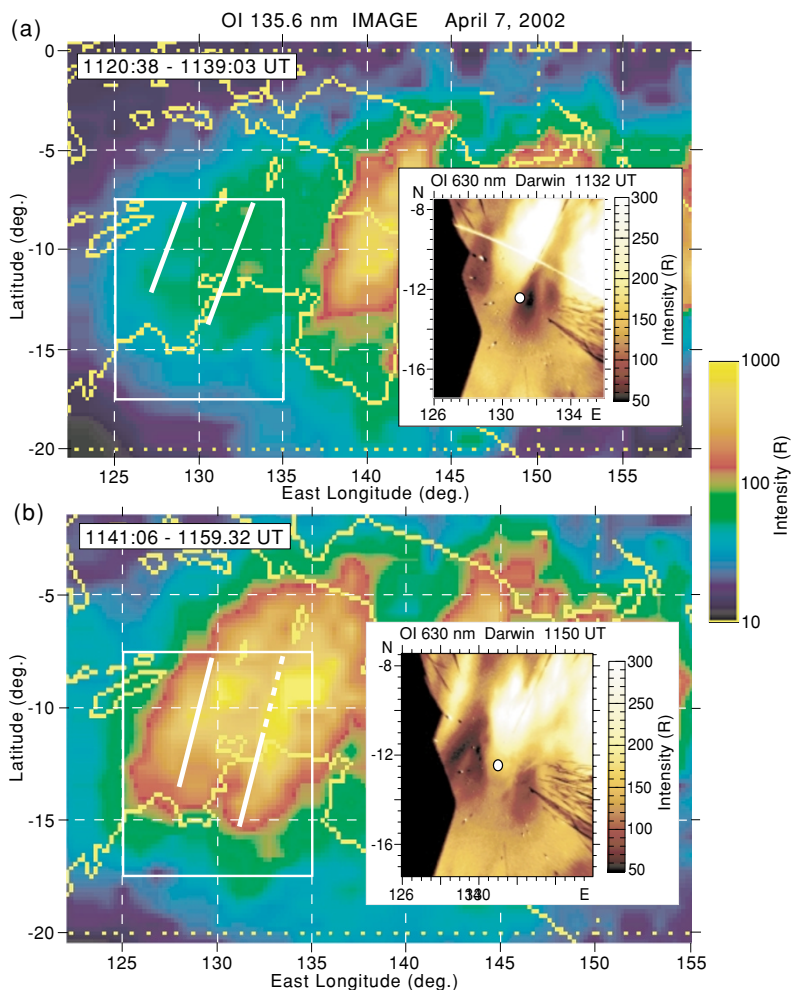 OI 135.6 nm IMAGE April 7, 2002
(a)
1120:38 - 1139:03 UT
0
-5
-10
-15
-20
Latitude (deg.)
125 130 135 140 145 150 155
East Longitude (deg.)
OI 630 nm Darwin 1132 UT
N
-8
-12
-16
126 130 134 E
300
250
200
150
100
50
Intensity (R)
1000
100
10
Intensity (R)
(b)
1141:06 - 1159.32 UT
-5
-10
-15
-20
Latitude (deg.)
125 130 135 140 145 150 155
East Longitude (deg.)
OI 630 nm Darwin 1150 UT
N
-8
-12
-16
126 E
300
250
200
150
100
50
Intensity (R)